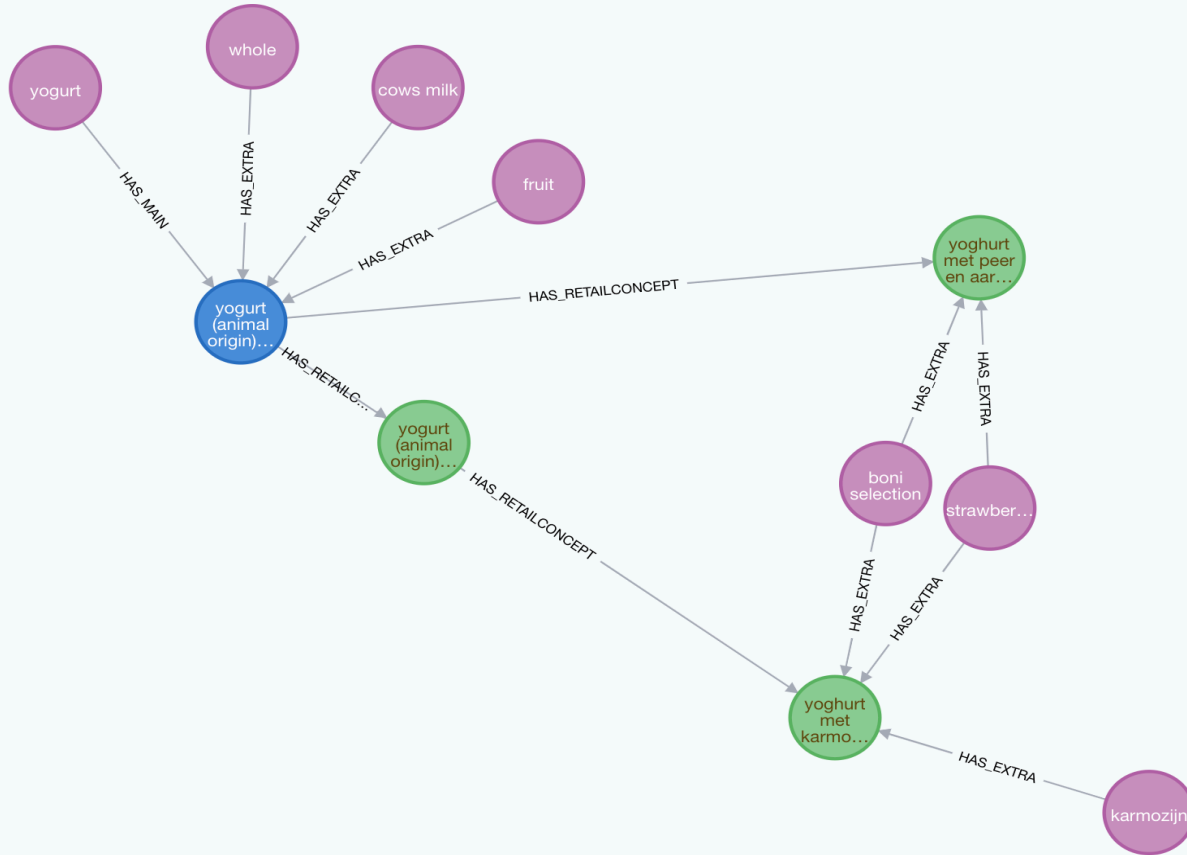 whole
yogurt
cows milk
fruit
HAS_MAIN
HAS_EXTRA
HAS_EXTRA
HAS_EXTRA
yoghurt
met peer
en aar…
HAS_RETAILCONCEPT
yogurt
(animal
origin)…
HAS_RETAILC…
HAS_EXTRA
HAS_EXTRA
yogurt
(animal
origin)…
boni
selection
strawber…
HAS_RETAILCONCEPT
HAS_EXTRA
HAS_EXTRA
yoghurt
met
karmo…
HAS_EXTRA
karmozijn